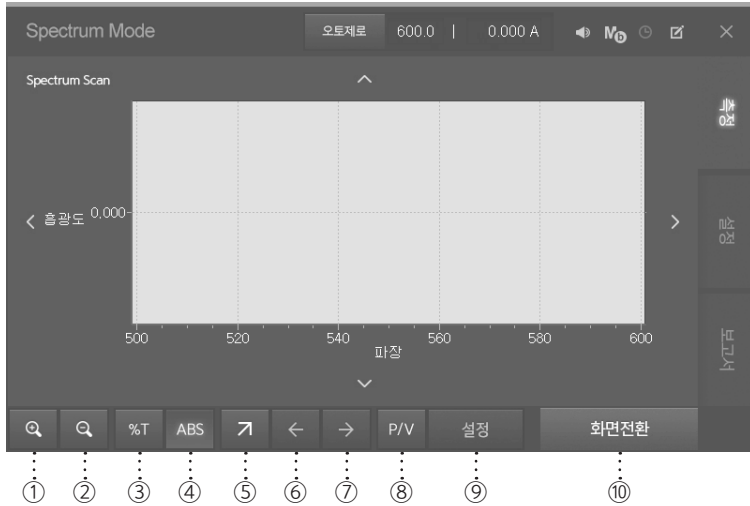 Spectrum Mode 오토제로 600.0 | 0.000 A Mb
Spectrum Scan
측정
흡광도 0,000
설정
500 520 540 560 580 600
파장
보고서
%T ABS P/V 설정 화면전환
① ② ③ ④ ⑤ ⑥ ⑦ ⑧ ⑨ ⑩